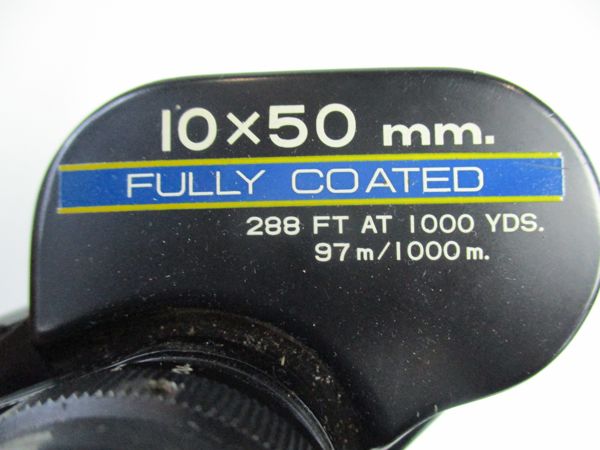 10×50 mm.
FULLY COATED
288 FT AT 1000 YDS.
97m/1000m.